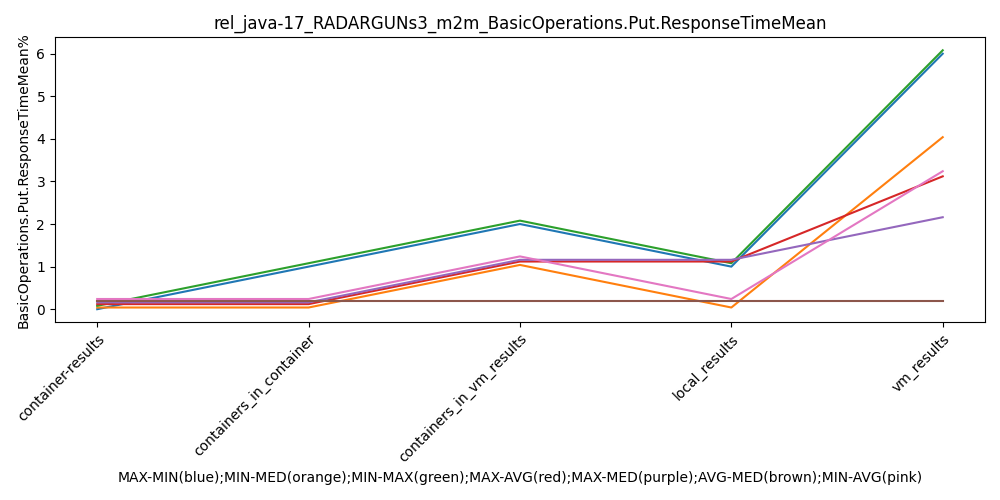 rel_java-17_RADARGUNs3_m2m_BasicOperations.Put.ResponseTimeMean
BasicOperations.Put.ResponseTimeMean%
6
5
4
3
2
1
0
container-results
containers_in_container
containers_in_vm_results
local_results
vm_results
MAX-MIN(blue);MIN-MED(orange);MIN-MAX(green);MAX-AVG(red);MAX-MED(purple);AVG-MED(brown);MIN-AVG(pink)